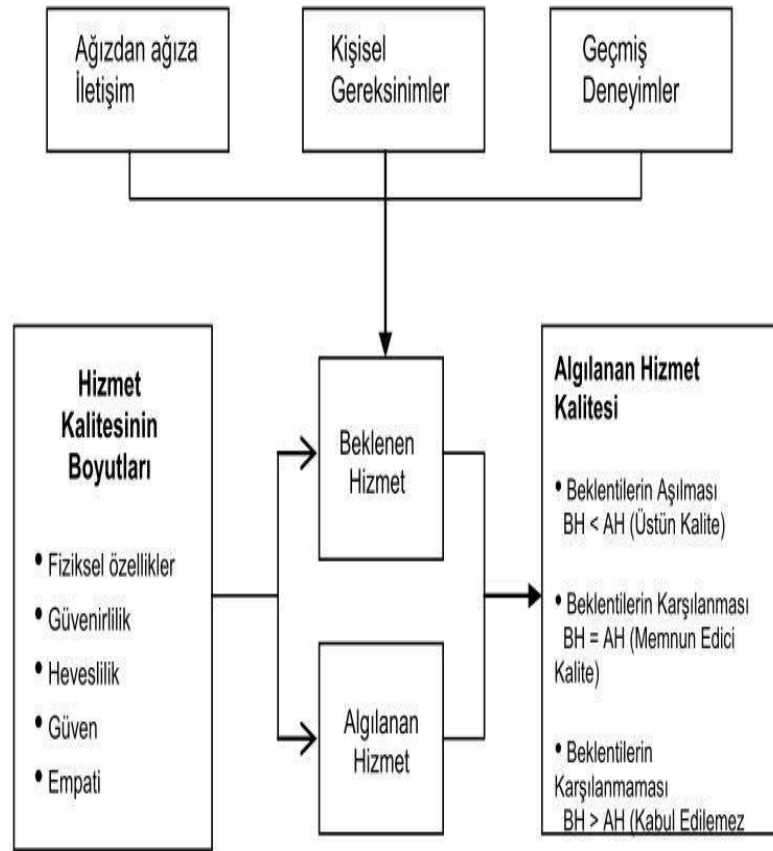 Ağızdan ağıza
İletişim
Kişisel
Gereksinimler
Geçmiş
Deneyimler
Hizmet
Kalitesinin
Boyutları
• Fiziksel özellikler
• Güvenirlilik
• Heveslilik
• Güven
• Empati
Beklenen
Hizmet
Algılanan
Hizmet
Algılanan Hizmet
Kalitesi
• Beklentilerin Aşılması
BH < AH (Üstün Kalite)
• Beklentilerin Karşılanması
BH = AH (Memnun Edici
Kalite)
• Beklentilerin
Karşılanmaması
BH > AH (Kabul Edilemez